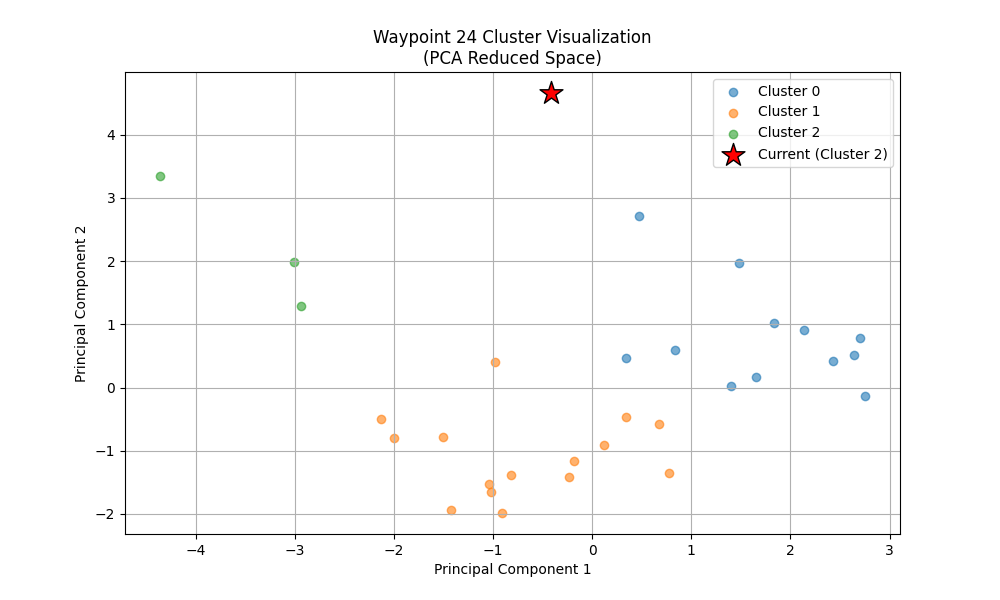 Waypoint 24 Cluster Visualization
(PCA Reduced Space)
Cluster 0
Cluster 1
Cluster 2
Current (Cluster 2)
Principal Component 2
4
3
2
1
0
−1
−2
−4
−3
−2
−1
0
1
2
3
Principal Component 1